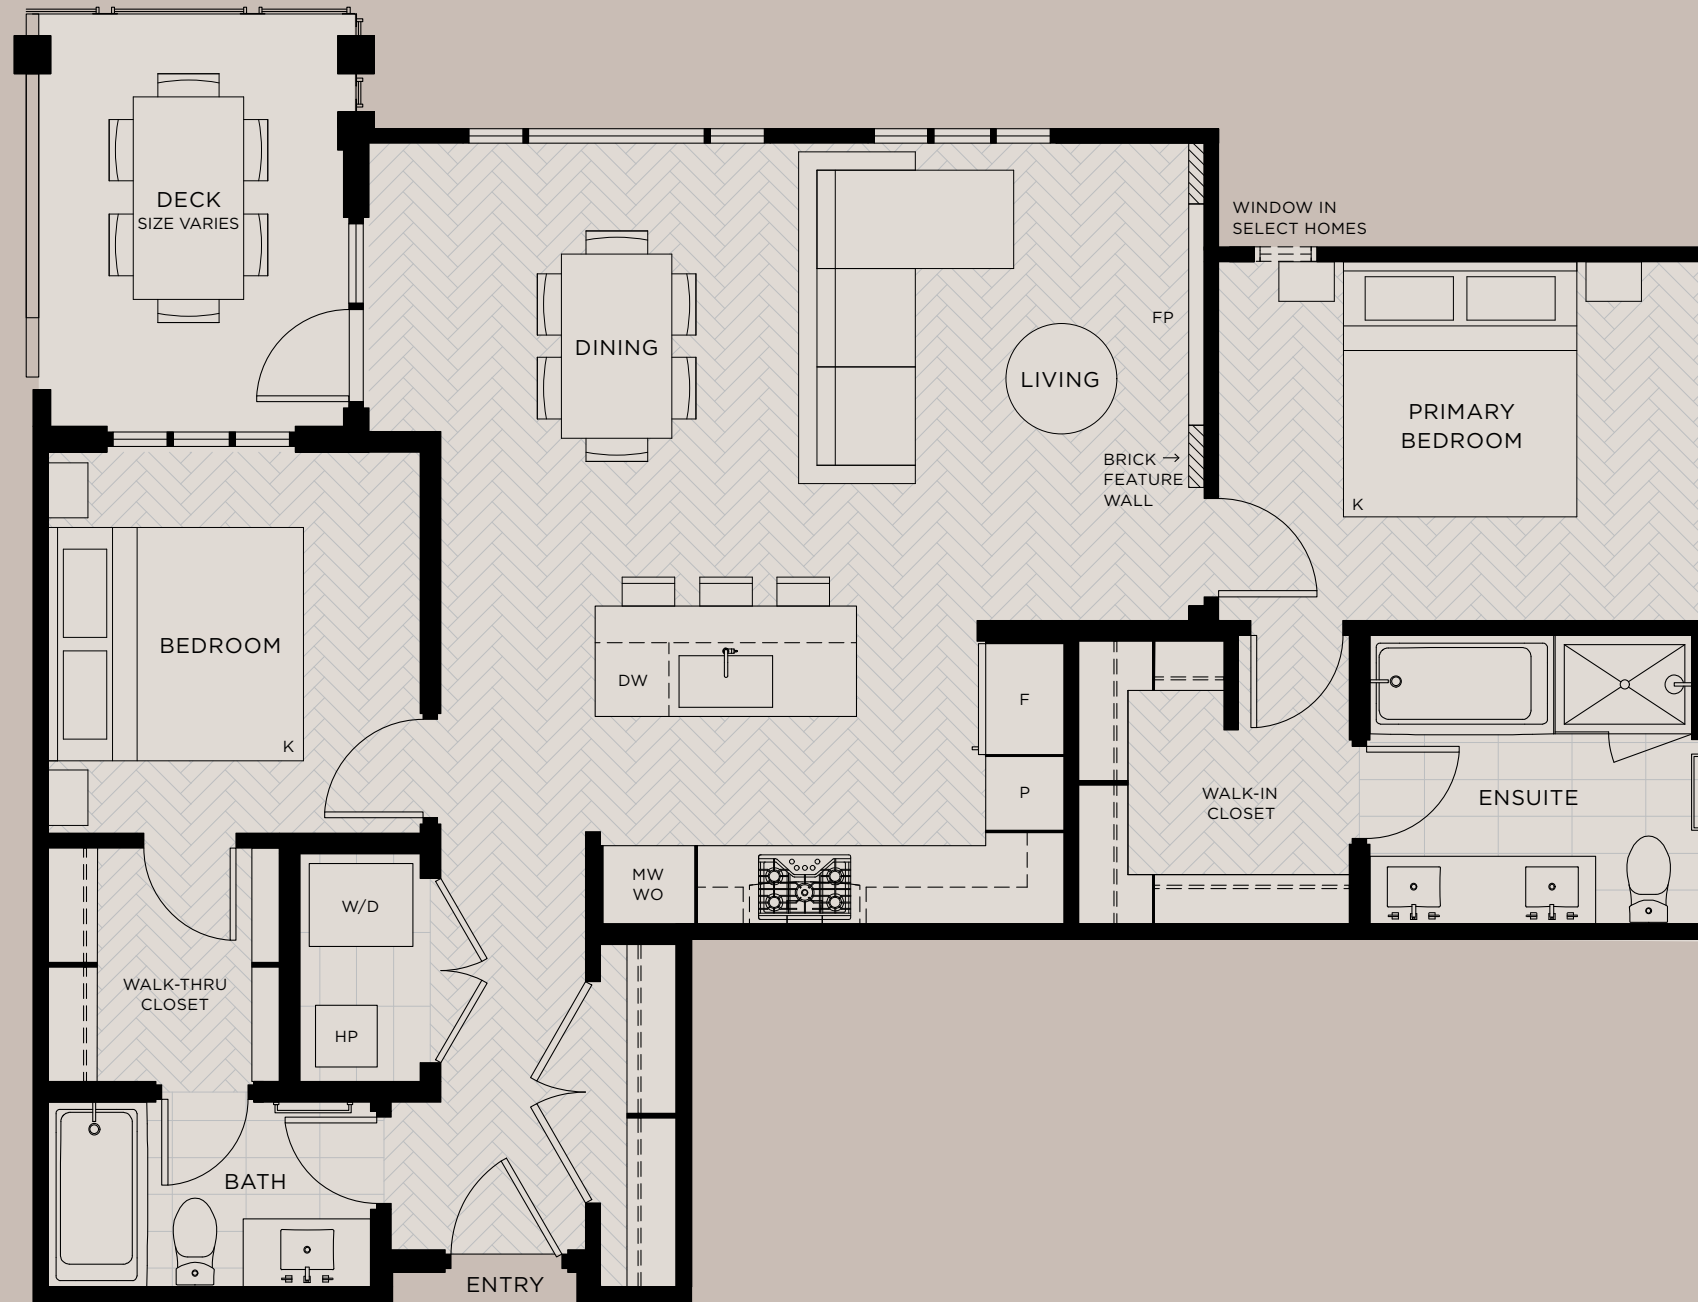 DECK
SIZE VARIES
WINDOW IN
SELECT HOMES
DINING
FP
LIVING
BRICK →
FEATURE
WALL
PRIMARY
BEDROOM
K
BEDROOM
K
DW
F
P
MW
WO
WALK-IN
CLOSET
ENSUITE
W/D
HP
WALK-THRU
CLOSET
BATH
ENTRY